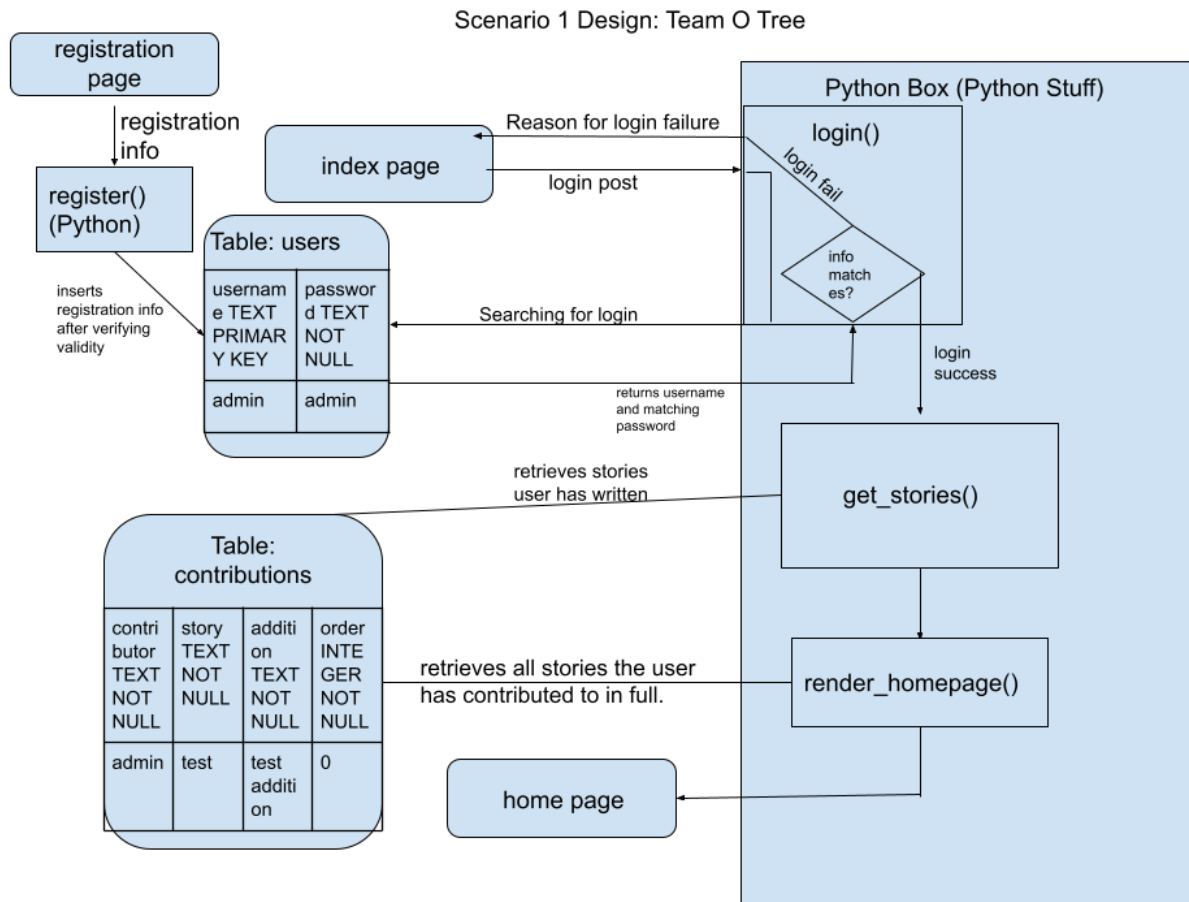 Scenario 1 Design: Team O Tree
registration
page
registration
info
register()
(Python)
inserts
registration info
after verifying
validity
index page
Reason for login failure
login post
Python Box (Python Stuff)
login()
login fail
info
match
es?
Table: users
usernam
e TEXT
PRIMAR
Y KEY
passwor
d TEXT
NOT
NULL
admin
admin
Searching for login
returns username
and matching
password
login
success
get_stories()
retrieves stories
user has written
Table:
contributions
contri
butor
TEXT
NOT
NULL
story
TEXT
NOT
NULL
additi
on
TEXT
NOT
NULL
order
INTE
GER
NOT
NULL
admin
test
test
additi
on
0
retrieves all stories the user
has contributed to in full.
render_homepage()
home page